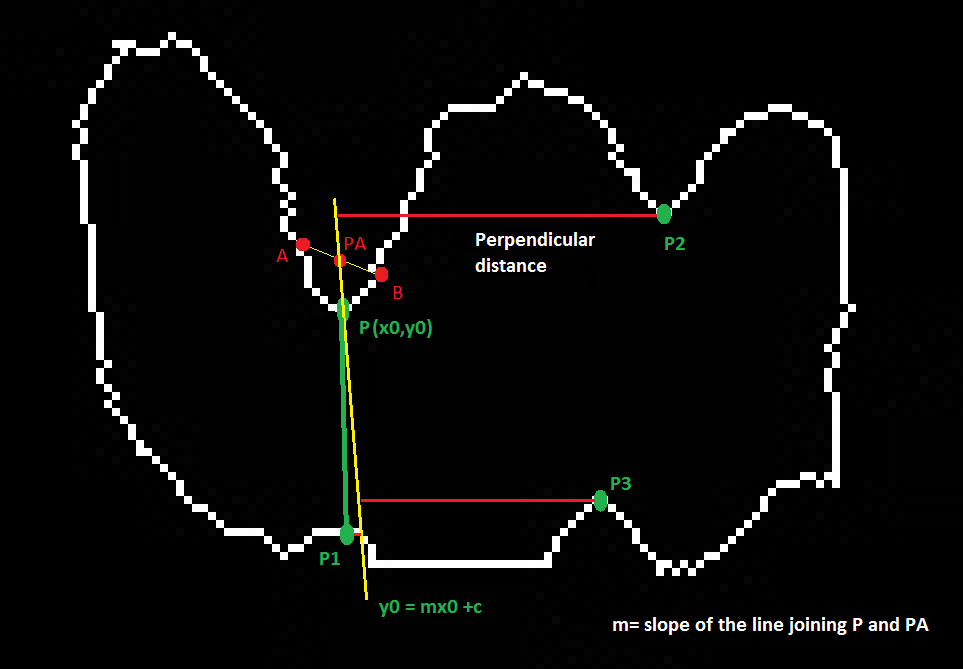 Perpendicular
distance
P2
PA
A
B
P(x0,y0)
P3
P1
y0 = mx0 +c
m= slope of the line joining P and PA